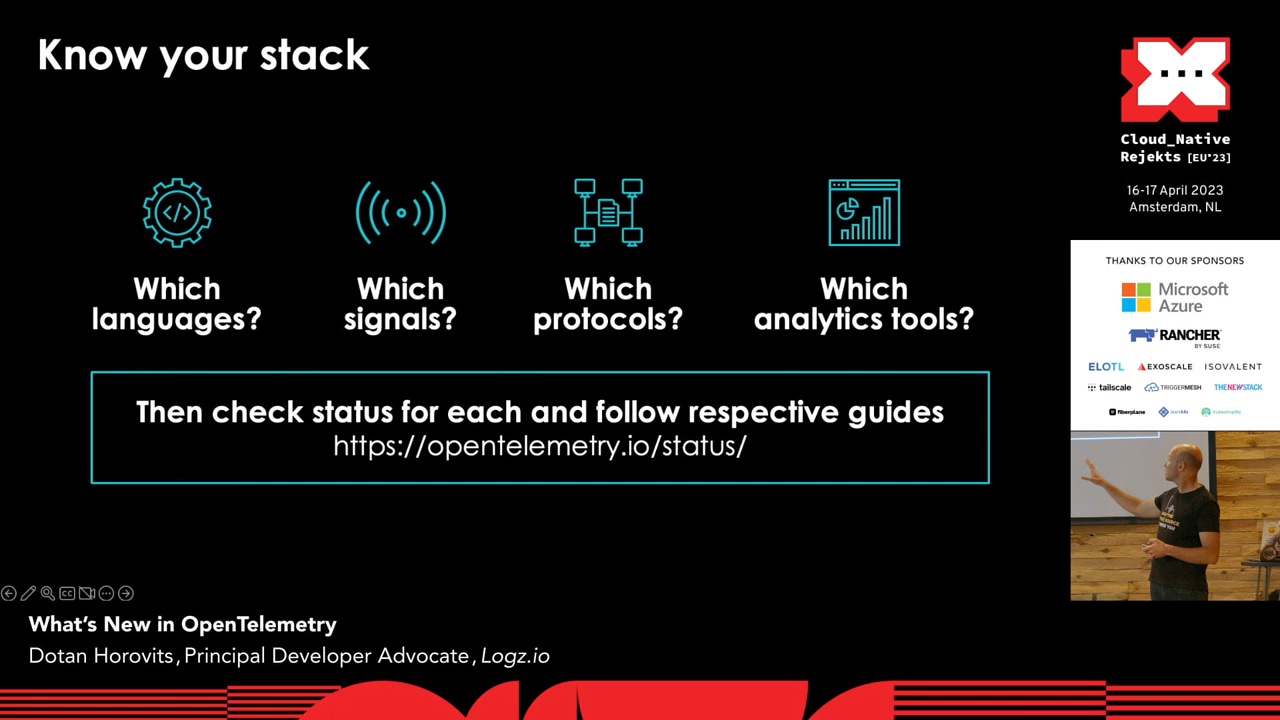 Know your stack
Which
languages?
Which
signals?
Which
protocols?
Which
analytics tools?
Then check status for each and follow respective guides
https://opentelemetry.io/status/
What's New in OpenTelemetry
Dotan Horovits, Principal Developer Advocate, Logz.io
Cloud_Native
Rejekts [EU'23]
16-17 April 2023
Amsterdam, NL
THANKS TO OUR SPONSORS
Microsoft
Azure
RANCHER
BY SUSE
ELOTL
EXOSCALE
ISOVALENT
tailscale
TRIGGERMESH
THENEWSTACK
fiberplane